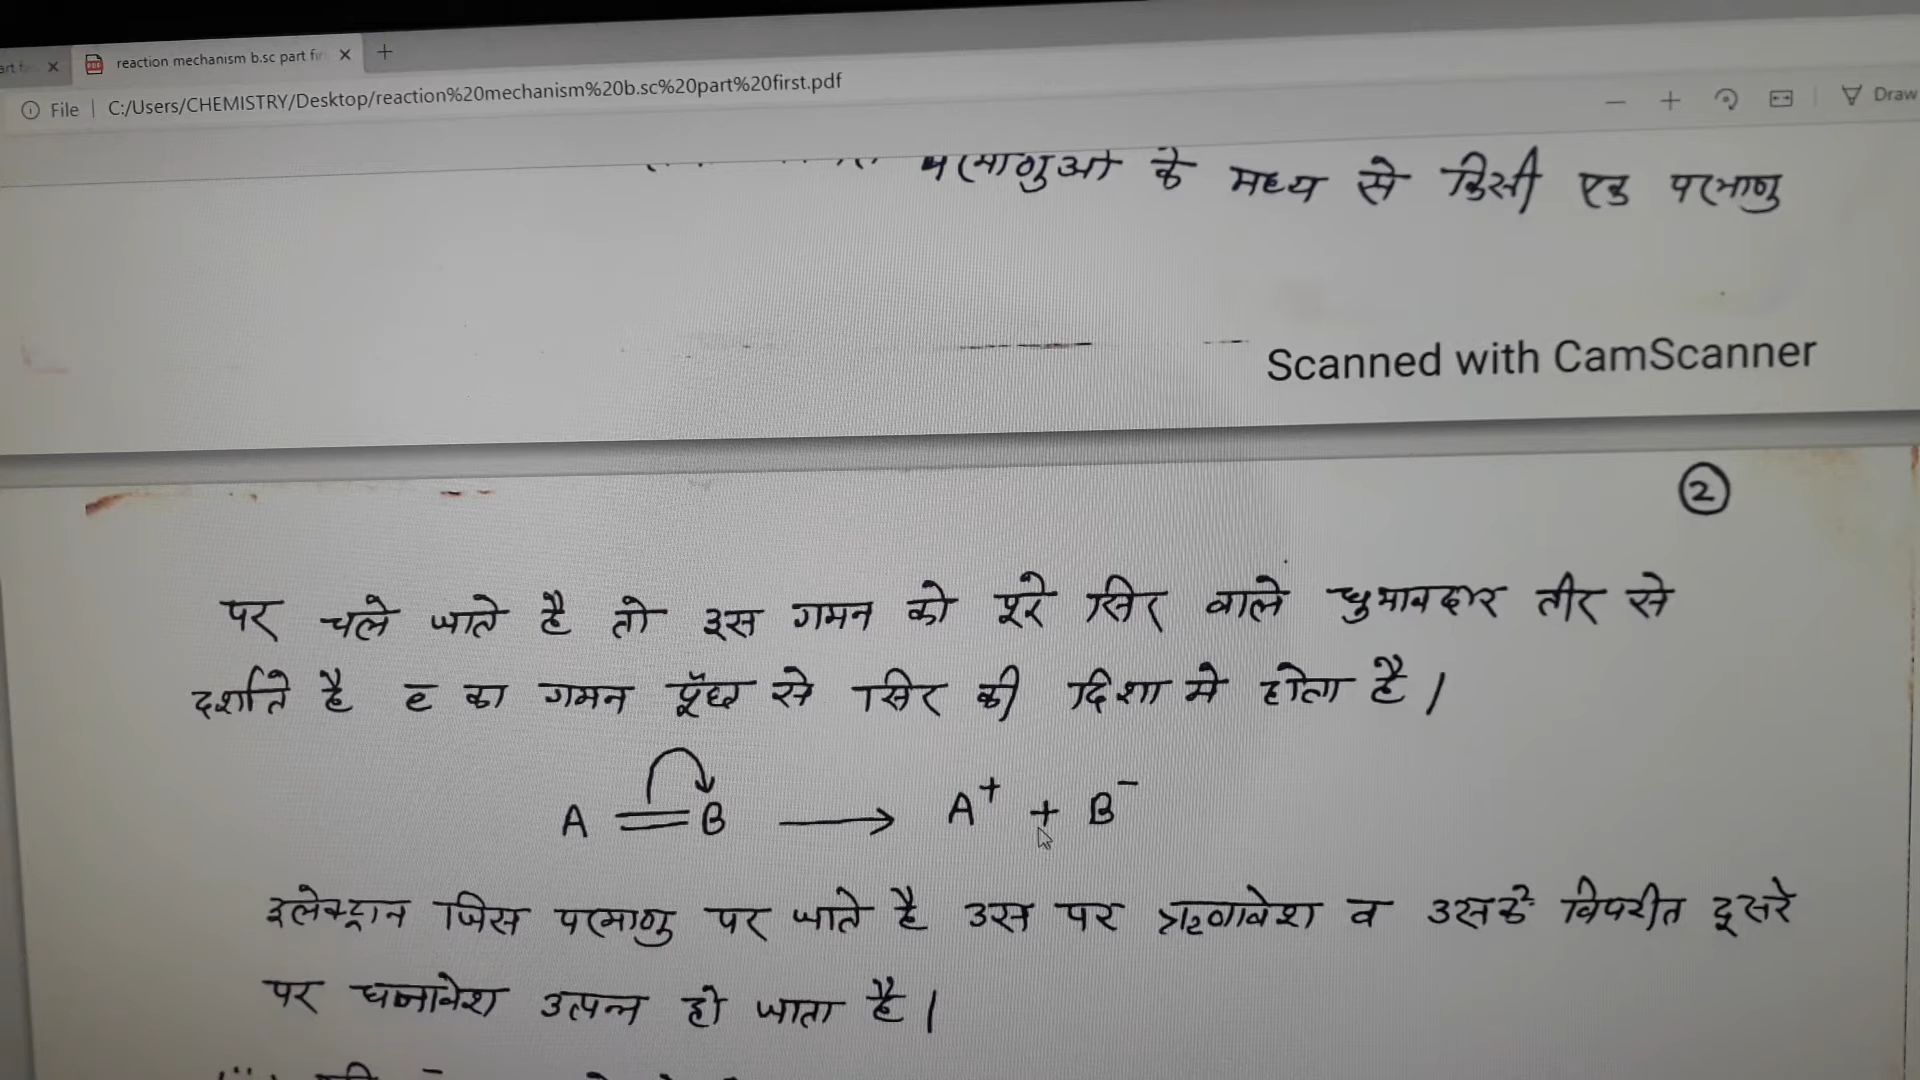 reaction mechanism b.sc part fir
File | C:/Users/CHEMISTRY/Desktop/reaction%20mechanism%20b.sc%20part%20first.pdf
Draw
परमाणुओ के मध्य से किसी एक परमाणु
Scanned with CamScanner
2
पर चले जाते है तो इस गमन को पूरे सिर वाले घुमावदार तीर से
दर्शाते है e का गमन पूँछ से सिर की दिशा मे होता है।
A = B ⟶ A⁺ + B⁻
इलेक्ट्रान जिस परमाणु पर जाते है उस पर ऋणावेश व उसके विपरीत दूसरे
पर धनावेश उत्पन्न हो जाता है।